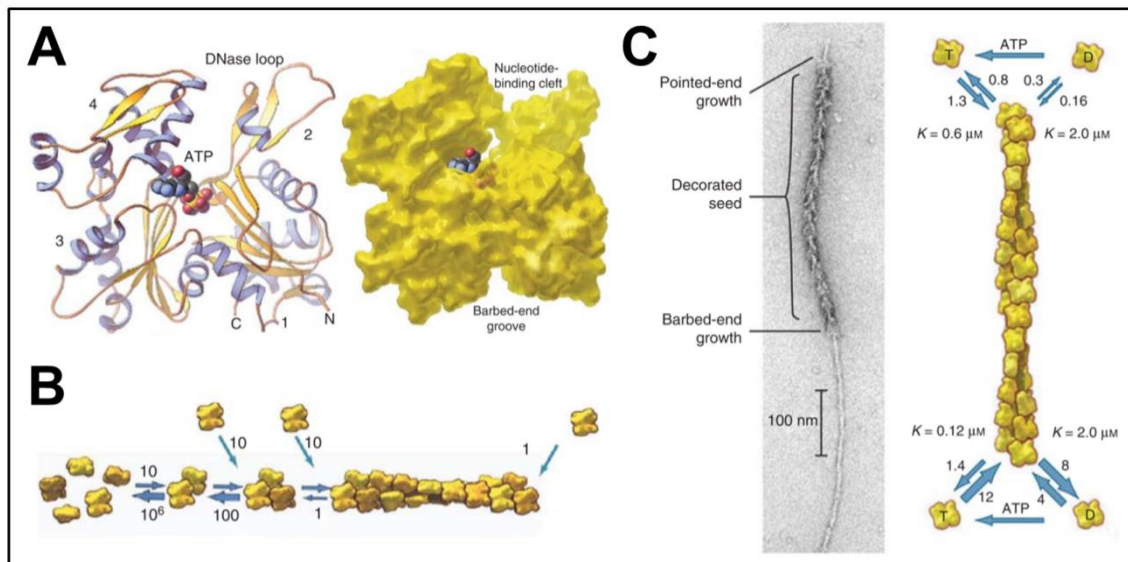 A
DNase loop
4
2
ATP
3
C
1
N
Nucleotide-
binding cleft
Barbed-end
groove
B
10
10
1
10
10⁶
100
1
C
Pointed-end
growth
Decorated
seed
Barbed-end
growth
100 nm
ATP
T
D
0.8
0.3
1.3
0.16
K = 0.6 μM
K = 2.0 μM
K = 0.12 μM
K = 2.0 μM
1.4
8
12
4
T
ATP
D